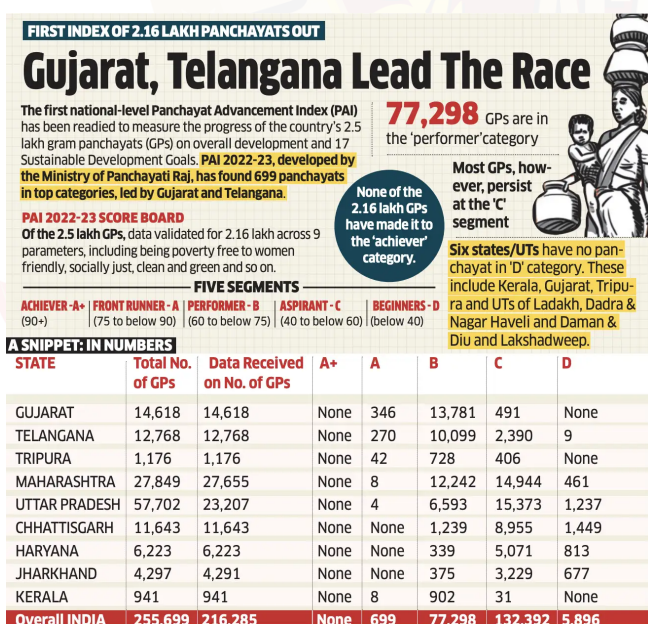 FIRST INDEX OF 2.16 LAKH PANCHAYATS OUT
Gujarat, Telangana Lead The Race
The first national-level Panchayat Advancement Index (PAI)
has been readied to measure the progress of the country's 2.5
lakh gram panchayats (GPs) on overall development and 17
Sustainable Development Goals. PAI 2022-23, developed by
the Ministry of Panchayati Raj, has found 699 panchayats
in top categories, led by Gujarat and Telangana.
PAI 2022-23 SCORE BOARD
Of the 2.5 lakh GPs, data validated for 2.16 lakh across 9
parameters, including being poverty free to women
friendly, socially just, clean and green and so on.
77,298 GPs are in
the 'performer'category
None of the
2.16 lakh GPs
have made it to
the 'achiever'
category.
Most GPs, how-
ever, persist
at the 'C'
segment
Six states/UTs have no pan-
chayat in 'D' category. These
include Kerala, Gujarat, Tripu-
ra and UTs of Ladakh, Dadra &
Nagar Haveli and Daman &
Diu and Lakshadweep.
FIVE SEGMENTS
ACHIEVER -A+ FRONT RUNNER - A PERFORMER - B ASPIRANT - C BEGINNERS - D
(90+) (75 to below 90) (60 to below 75) (40 to below 60) (below 40)
A SNIPPET: IN NUMBERS
STATE Total No. Data Received A+ A B C D
of GPs on No. of GPs
GUJARAT 14,618 14,618 None 346 13,781 491 None
TELANGANA 12,768 12,768 None 270 10,099 2,390 9
TRIPURA 1,176 1,176 None 42 728 406 None
MAHARASHTRA 27,849 27,655 None 8 12,242 14,944 461
UTTAR PRADESH 57,702 23,207 None 4 6,593 15,373 1,237
CHHATTISGARH 11,643 11,643 None None 1,239 8,955 1,449
HARYANA 6,223 6,223 None None 339 5,071 813
JHARKHAND 4,297 4,291 None None 375 3,229 677
KERALA 941 941 None 8 902 31 None
Overall INDIA 255,699 216,285 None 699 77,298 132,392 5,896